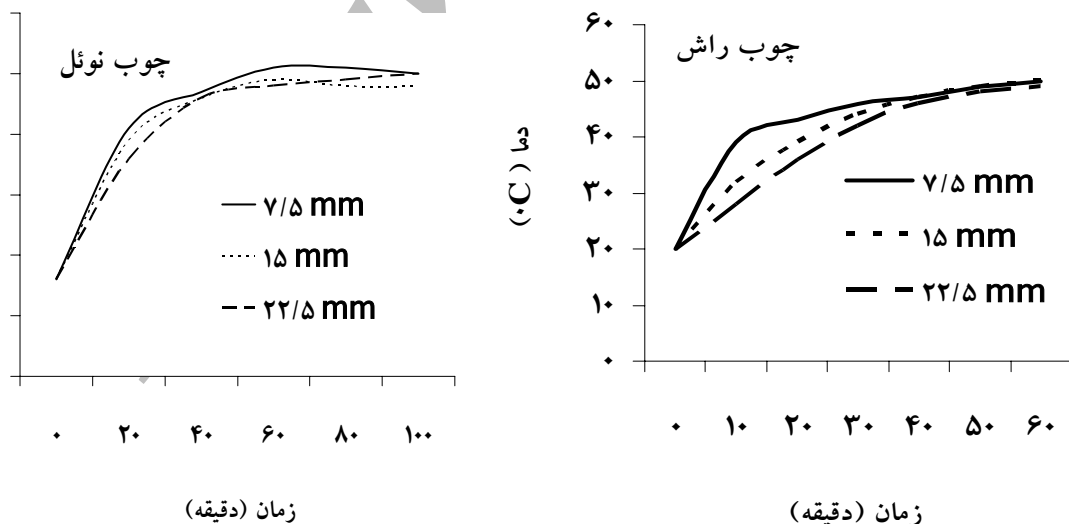 چوب نوئل
۷/۵ mm
۱۵ mm
۲۲/۵ mm
۰ ۲۰ ۴۰ ۶۰ ۸۰ ۱۰۰
زمان (دقیقه)
چوب راش
دما (۰C)
۶۰
۵۰
۴۰
۳۰
۲۰
۱۰
۰
۷/۵ mm
۱۵ mm
۲۲/۵ mm
۰ ۱۰ ۲۰ ۳۰ ۴۰ ۵۰ ۶۰
زمان (دقیقه)